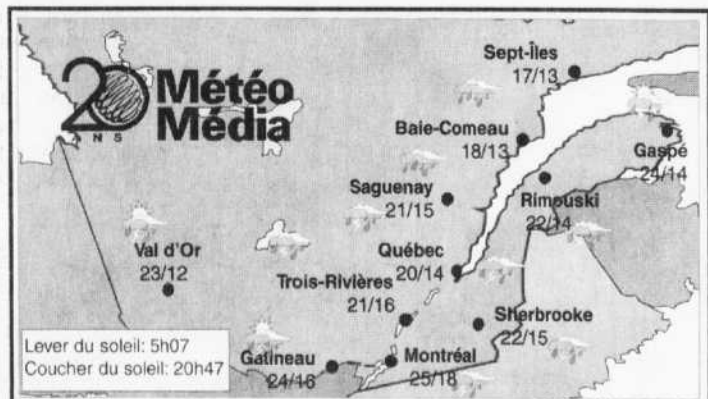 20 ANS
Météo
Média
Sept-Îles
17/13
Baie-Comeau
18/13
Gaspé
24/14
Saguenay
21/15
Rimouski
22/14
Val d'Or
23/12
Québec
20/14
Trois-Rivières
21/16
Sherbrooke
22/15
Lever du soleil: 5h07
Coucher du soleil: 20h47
Gatineau
24/16
Montréal
25/18